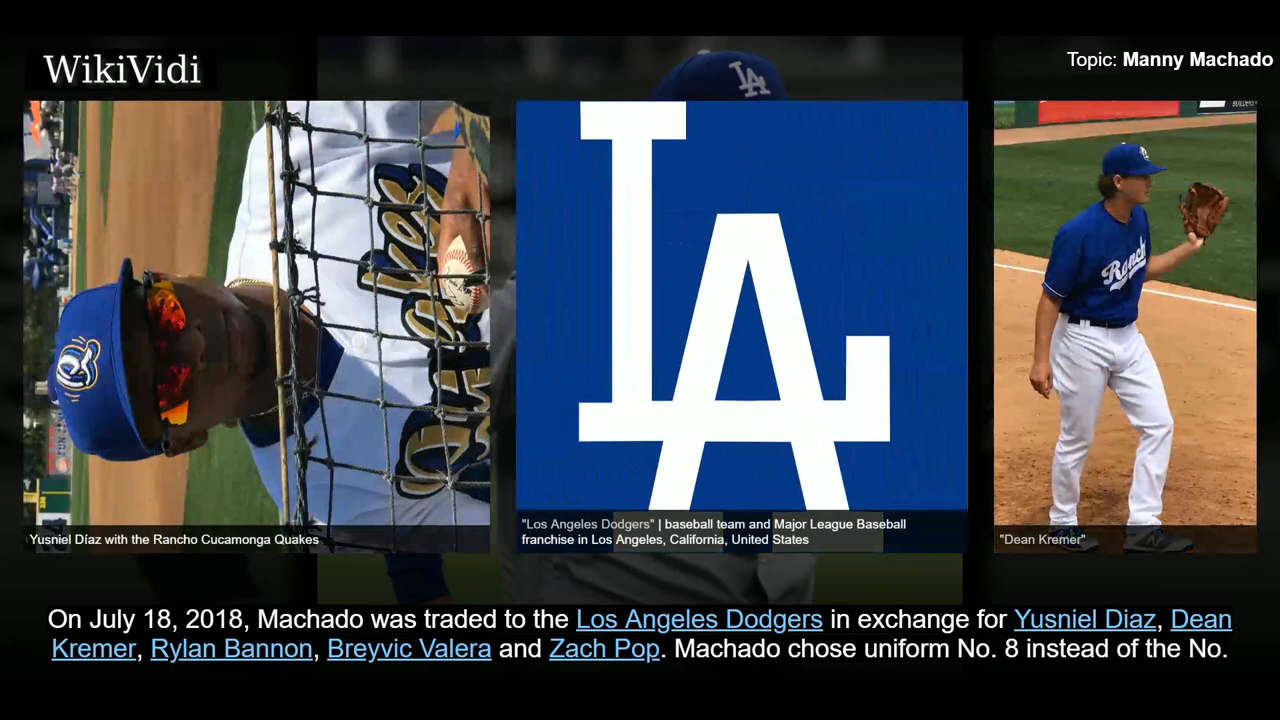 WikiVidi
Topic: Manny Machado
LA
Quakes
LA
Ranch
Yusniel Díaz with the Rancho Cucamonga Quakes
"Los Angeles Dodgers" | baseball team and Major League Baseball
franchise in Los Angeles, California, United States
"Dean Kremer"
On July 18, 2018, Machado was traded to the Los Angeles Dodgers in exchange for Yusniel Diaz, Dean
Kremer, Rylan Bannon, Breyvic Valera and Zach Pop. Machado chose uniform No. 8 instead of the No.